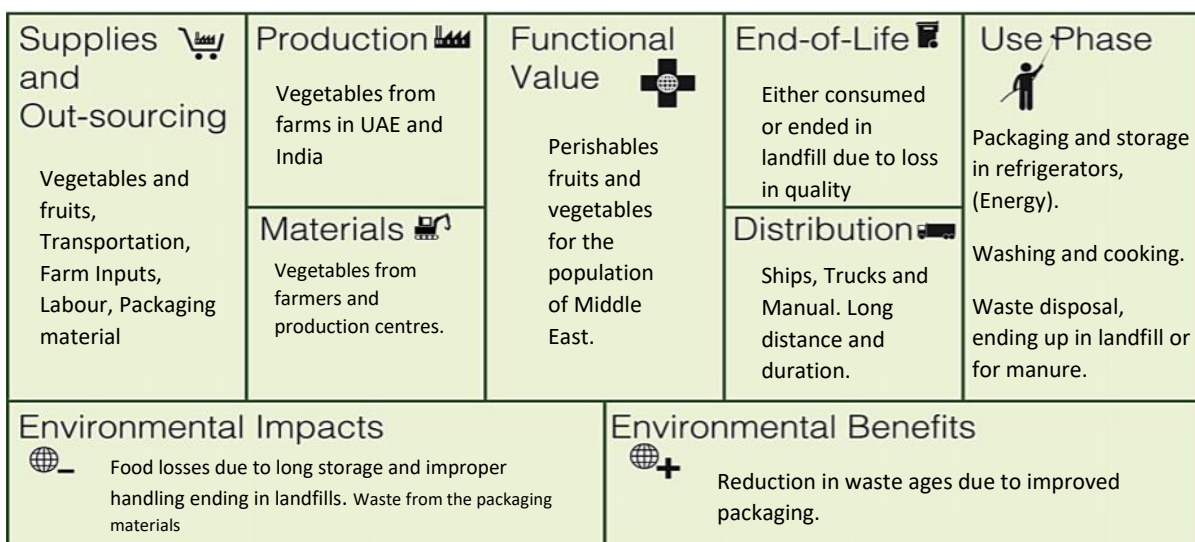 Supplies
and
Out-sourcing
Vegetables and
fruits,
Transportation,
Farm Inputs,
Labour, Packaging
material
Production
Vegetables from
farms in UAE and
India
Materials
Vegetables from
farmers and
production centres.
Functional
Value
Perishables
fruits and
vegetables
for the
population
of Middle
East.
End-of-Life
Either consumed
or ended in
landfill due to loss
in quality
Distribution
Ships, Trucks and
Manual. Long
distance and
duration.
Use Phase
Packaging and storage
in refrigerators,
(Energy).
Washing and cooking.
Waste disposal,
ending up in landfill or
for manure.
Environmental Impacts
Food losses due to long storage and improper
handling ending in landfills. Waste from the packaging
materials
Environmental Benefits
Reduction in waste ages due to improved
packaging.